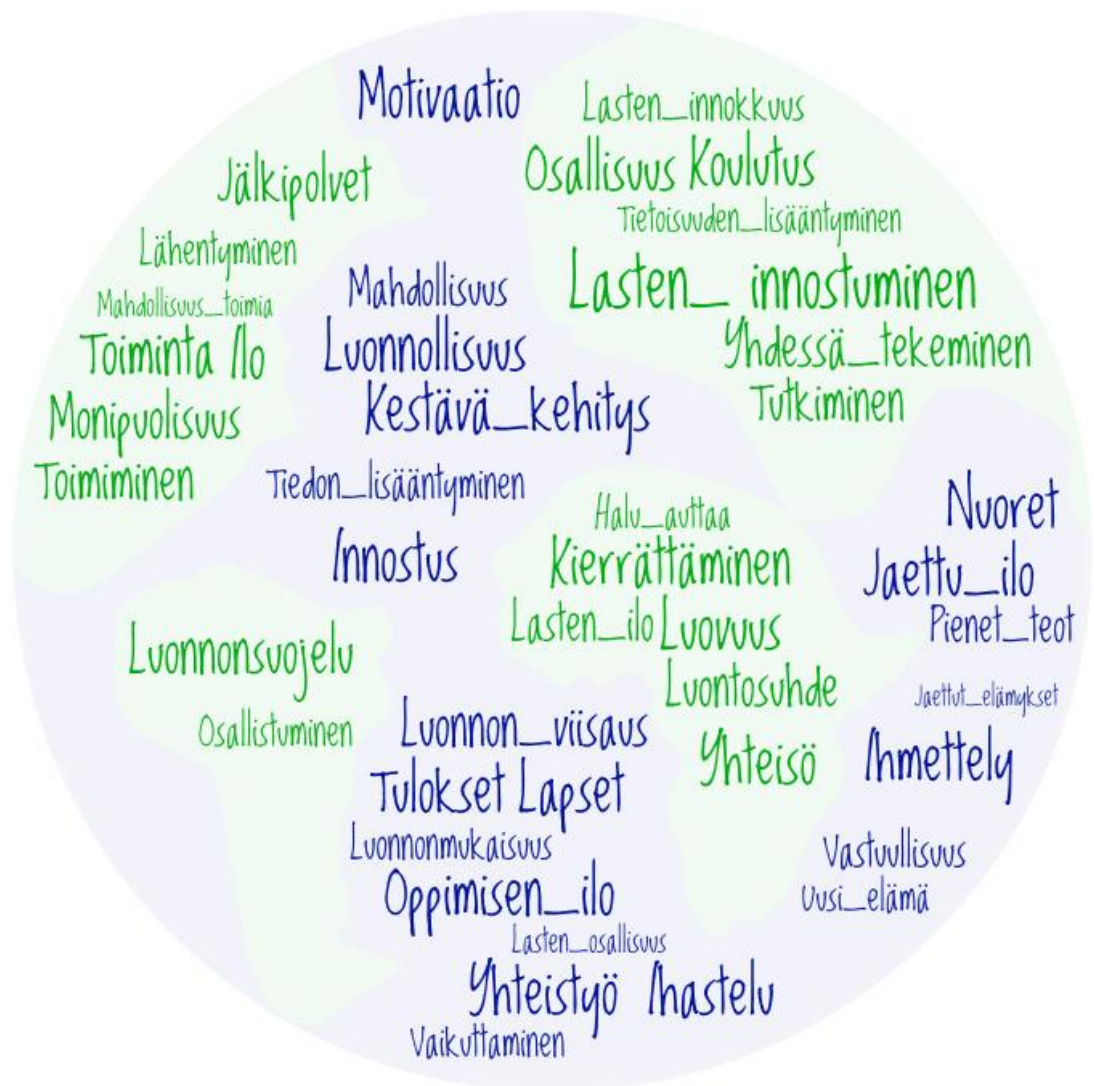 Motivaatio
Lasten_innokkuus
Osallisuus Koulutus
Jälkipolvet
Tietoisuuden_lisääntyminen
Lähentyminen
Lasten_ innostuminen
Mahdollisuus
Mahdollisuus_toimia
Toiminta Ilo
Luonnollisuus
Yhdessä_tekeminen
Kestävä_kehitys
Tutkiminen
Monipuolisuus
Toimiminen
Tiedon_lisääntyminen
Nuoret
Halu_auttaa
Innostus
Kierrättäminen
Jaettu_ilo
Lasten_ilo Luovuus
Pienet_teot
Luonnonsuojelu
Luontosuhde
Jaettut_elämykset
Osallistuminen
Luonnon_viisaus
Yhteisö
Ihmettely
Tulokset Lapset
Luonnonmukaisuus
Vastuullisuus
Oppimisen_ilo
Uusi_elämä
Lasten_osallisuus
Yhteistyö Ihastelu
Vaikuttaminen